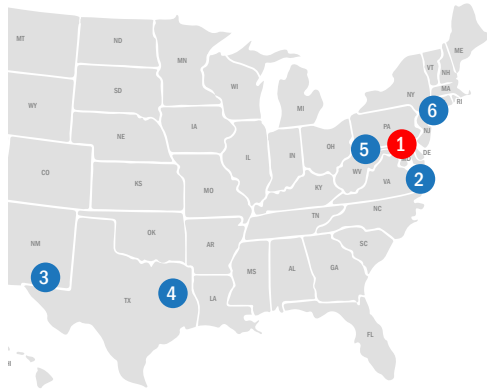 ME
MT
ND
VT
MN
NH
WI
MA
SD
NY
RI
WY
MI
6
IA
PA
NJ
NE
1
OH
5
DE
IL
IN
CO
WV
2
VA
KS
MO
KY
NC
TN
OK
AR
NM
SC
3
MS
AL
GA
4
TX
LA
FL